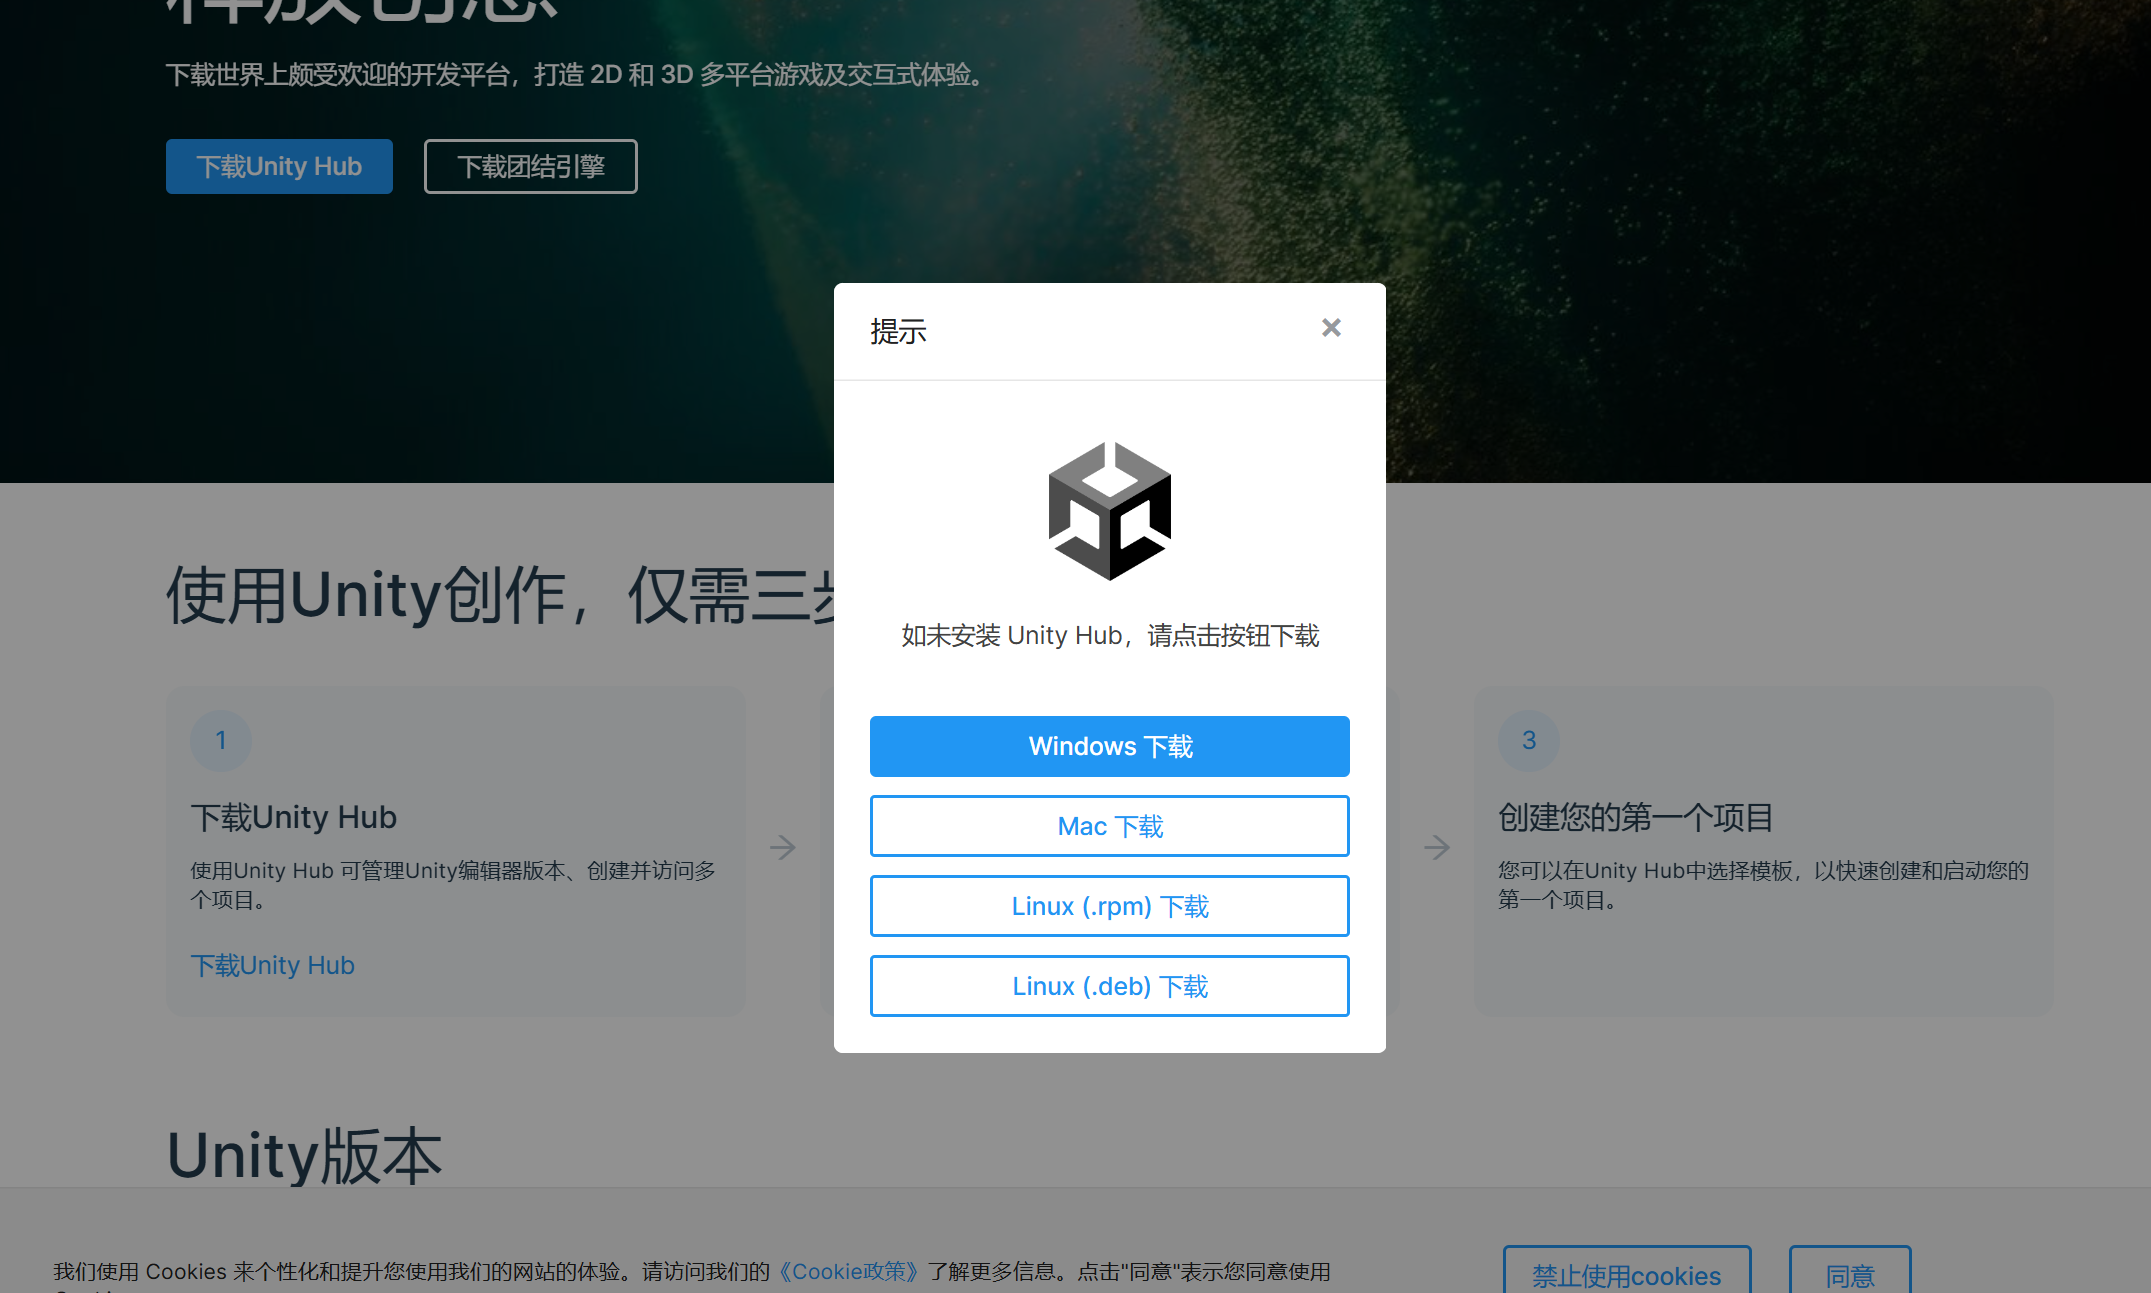 下载世界上颇受欢迎的开发平台，打造 2D 和 3D 多平台游戏及交互式体验。
下载Unity Hub
下载团结引擎
提示
如未安装 Unity Hub，请点击按钮下载
Windows 下载
Mac 下载
Linux (.rpm) 下载
Linux (.deb) 下载
使用Unity创作，仅需三步
1
下载Unity Hub
使用Unity Hub 可管理Unity编辑器版本、创建并访问多
个项目。
下载Unity Hub
3
创建您的第一个项目
您可以在Unity Hub中选择模板，以快速创建和启动您的
第一个项目。
Unity版本
我们使用 Cookies 来个性化和提升您使用我们的网站的体验。请访问我们的《Cookie政策》了解更多信息。点击"同意"表示您同意使用
禁止使用cookies
同意